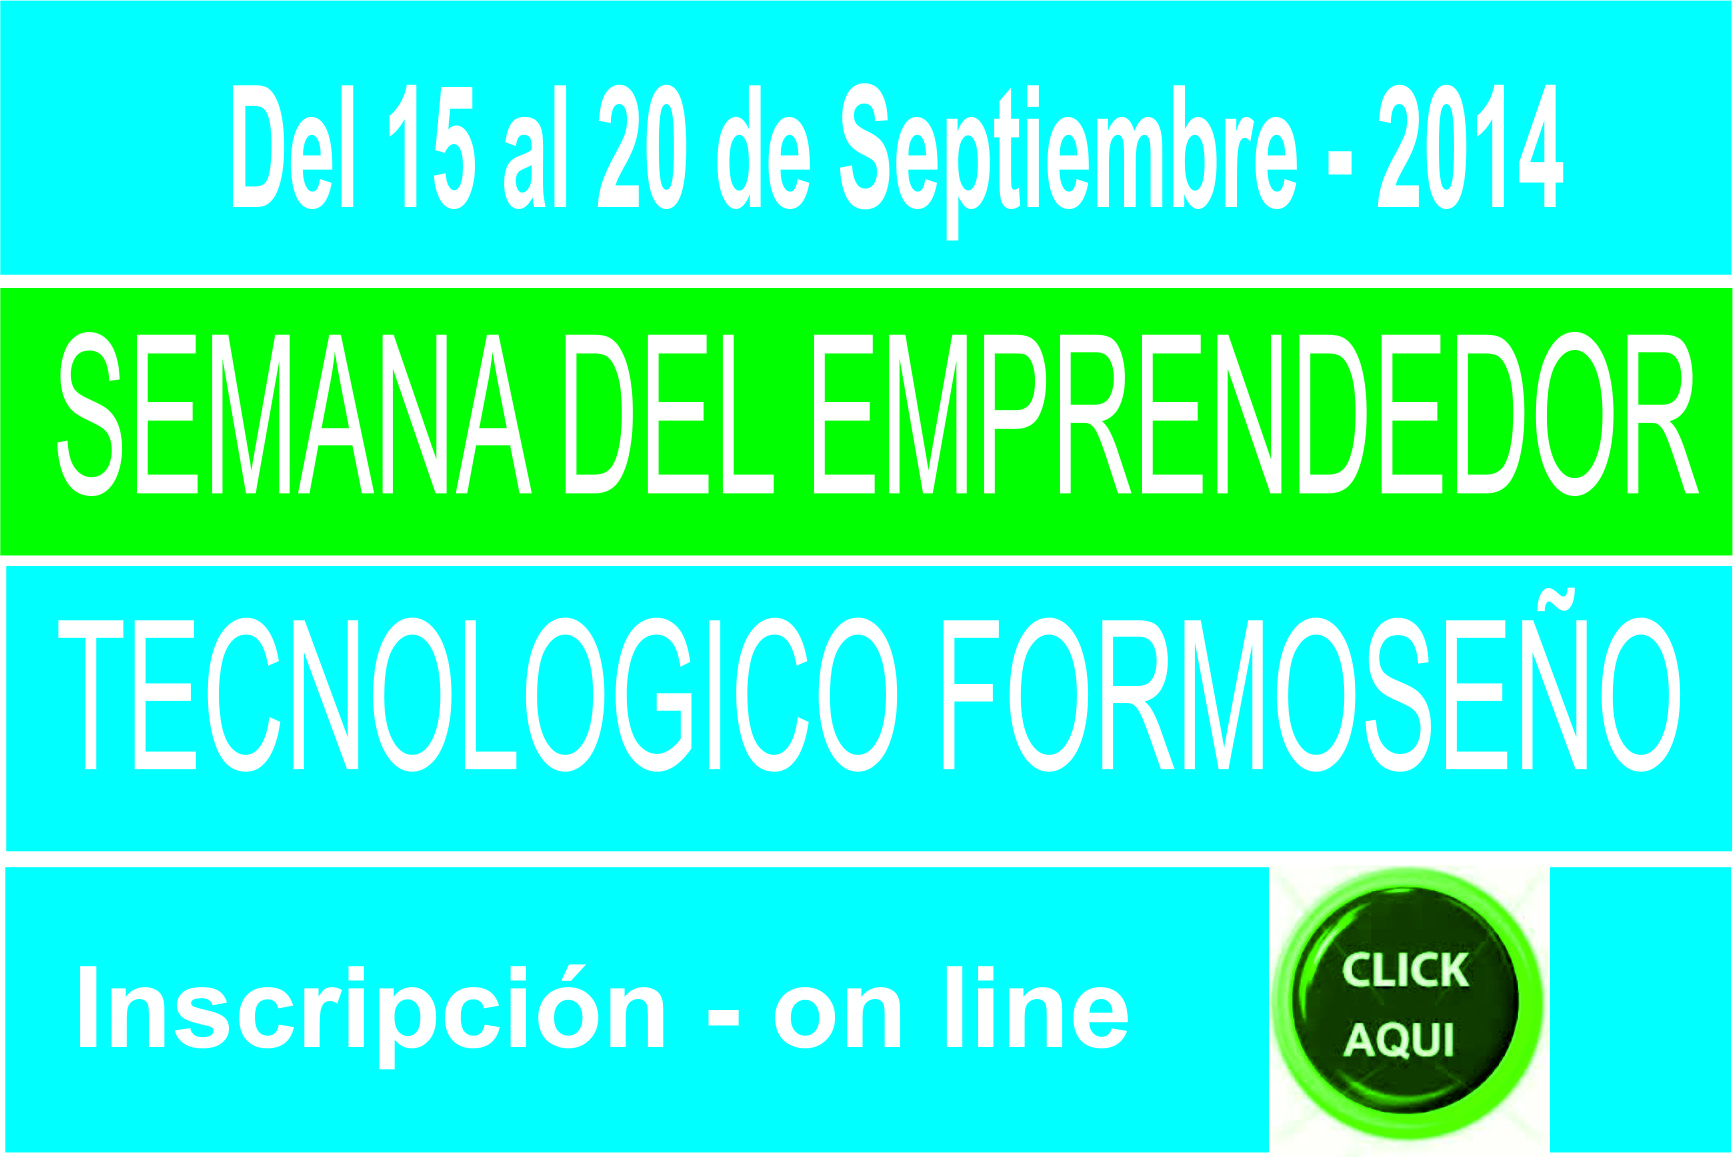 Del 15 al 20 de Septiembre - 2014
SEMANA DEL EMPRENDEDOR
TECNOLOGICO FORMOSEÑO
Inscripción - on line
CLICK
AQUI